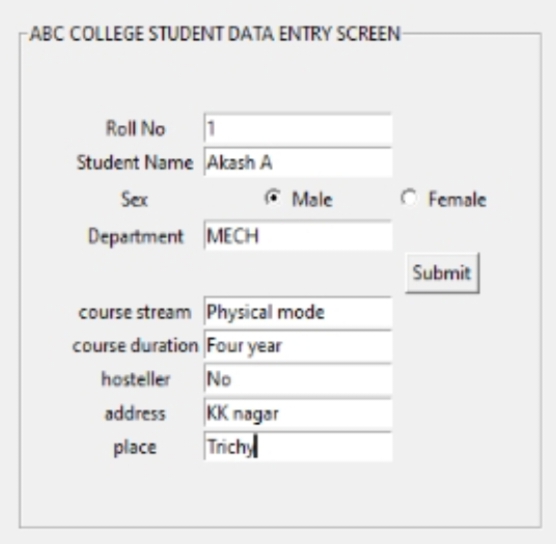 ABC COLLEGE STUDENT DATA ENTRY SCREEN
Roll No 1
Student Name Akash A
Sex Male Female
Department MECH
Submit
course stream Physical mode
course duration Four year
hosteller No
address KK nagar
place Trichy